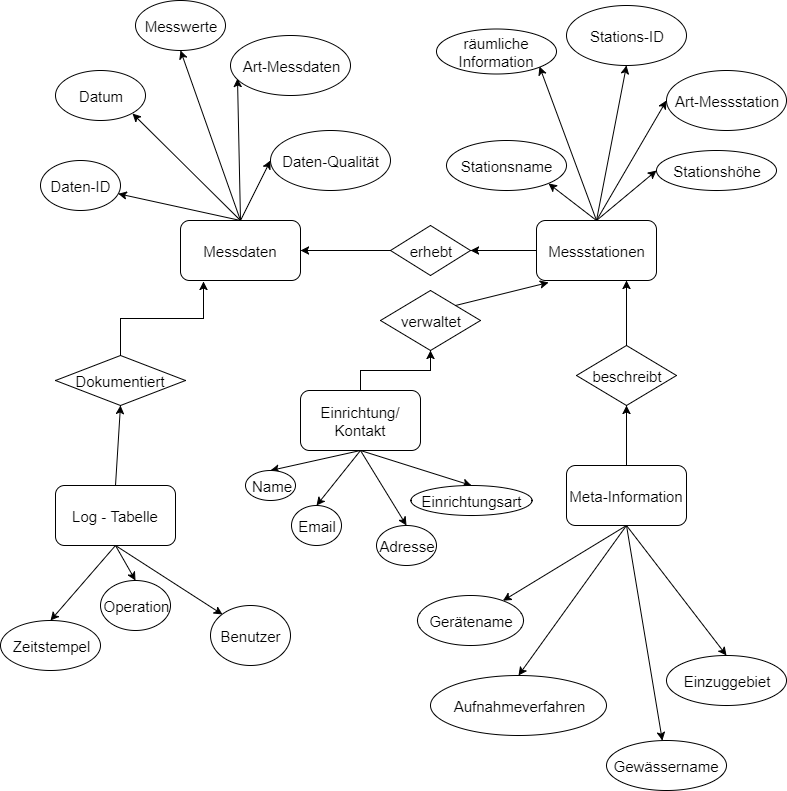 Messwerte
räumliche
Information
Stations-ID
Art-Messdaten
Datum
Art-Messstation
Daten-Qualität
Stationsname
Stationshöhe
Daten-ID
Messdaten
erhebt
Messstationen
verwaltet
Dokumentiert
beschreibt
Einrichtung/
Kontakt
Name
Einrichtungsart
Meta-Information
Log - Tabelle
Email
Adresse
Operation
Gerätename
Zeitstempel
Benutzer
Einzuggebiet
Aufnahmeverfahren
Gewässername